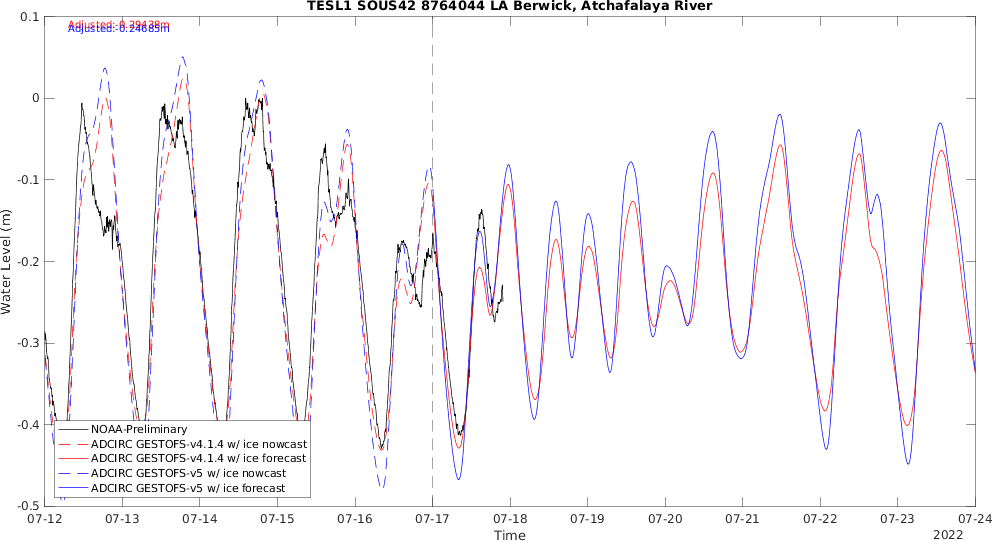 TESL1 SOUS42 8764044 LA Berwick, Atchafalaya River
Adjusted:-0.29438m
Adjusted:-0.24685m
0.1
0
-0.1
-0.2
-0.3
-0.4
-0.5
Water Level (m)
NOAA-Preliminary
ADCIRC GESTOFS-v4.1.4 w/ ice nowcast
ADCIRC GESTOFS-v4.1.4 w/ ice forecast
ADCIRC GESTOFS-v5 w/ ice nowcast
ADCIRC GESTOFS-v5 w/ ice forecast
07-12 07-13 07-14 07-15 07-16 07-17 07-18 07-19 07-20 07-21 07-22 07-23 07-24
Time
2022